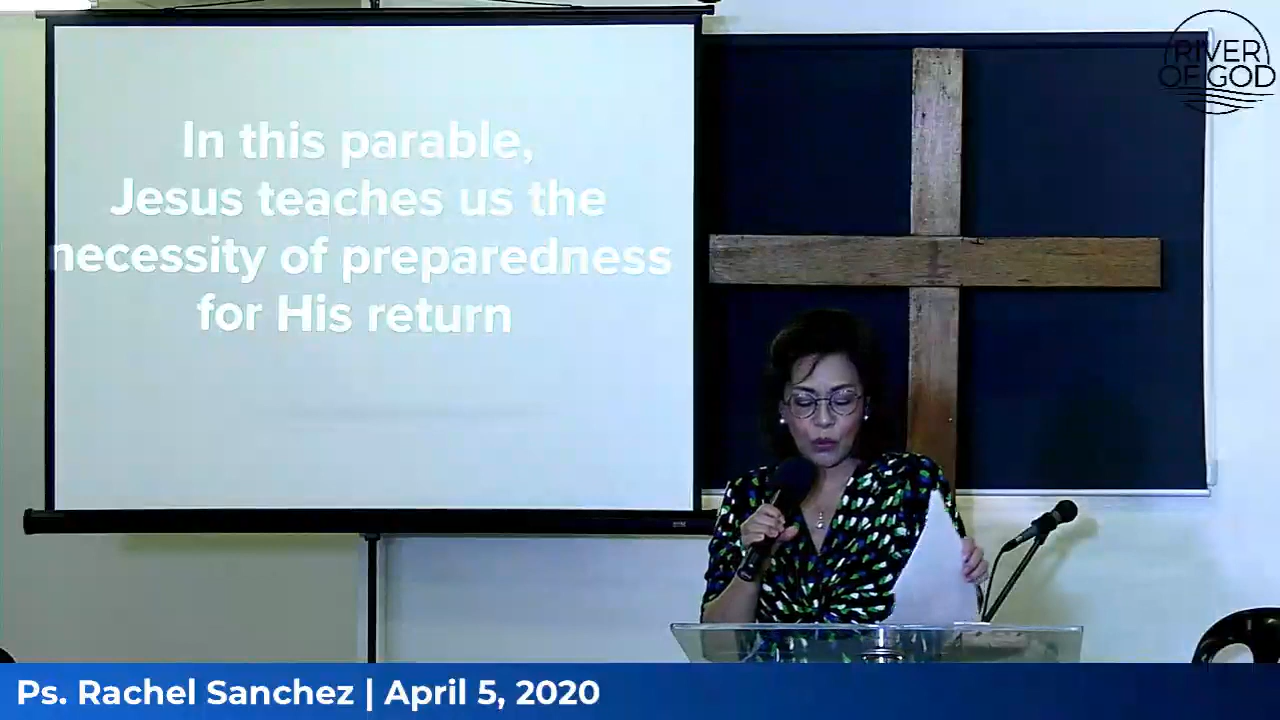 In this parable,
Jesus teaches us the
necessity of preparedness
for His return
RIVER
OF GOD
Ps. Rachel Sanchez | April 5, 2020